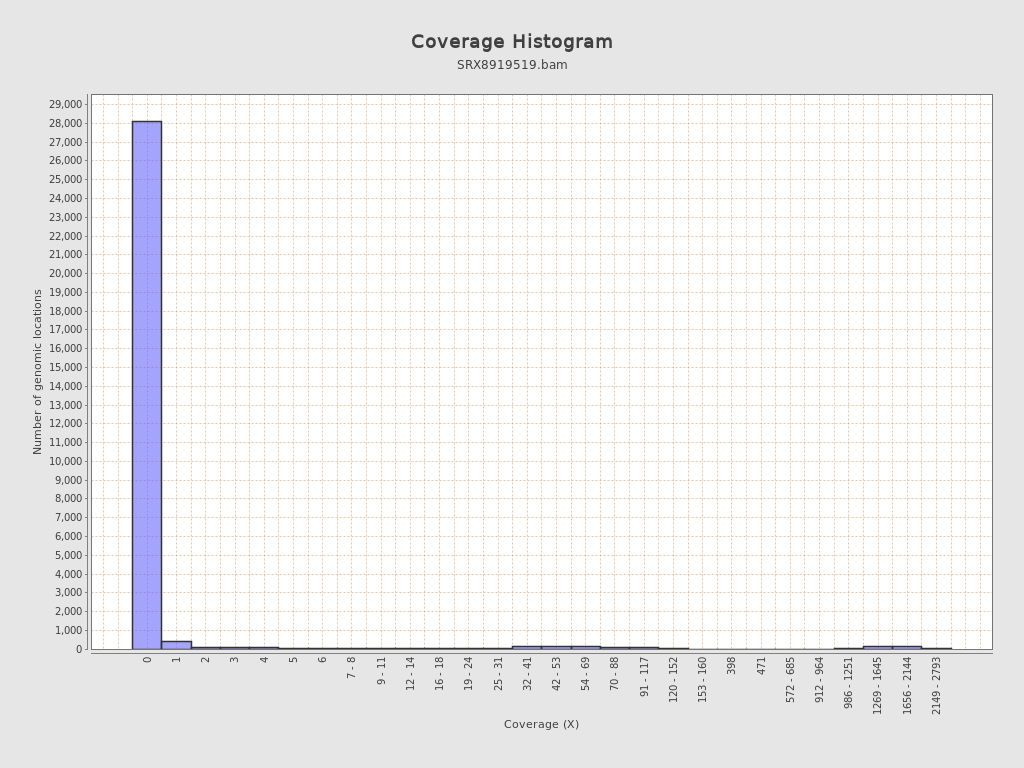 Coverage Histogram
SRX8919519.bam
29,000
28,000
27,000
26,000
25,000
24,000
23,000
22,000
21,000
20,000
19,000
18,000
17,000
16,000
15,000
14,000
13,000
12,000
11,000
10,000
9,000
8,000
7,000
6,000
5,000
4,000
3,000
2,000
1,000
0
Number of genomic locations
0
1
2
3
4
5
6
7 - 8
9 - 11
12 - 14
16 - 18
19 - 24
25 - 31
32 - 41
42 - 53
54 - 69
70 - 88
91 - 117
120 - 152
153 - 160
398
471
572 - 685
912 - 964
986 - 1251
1269 - 1645
1656 - 2144
2149 - 2793
Coverage (X)